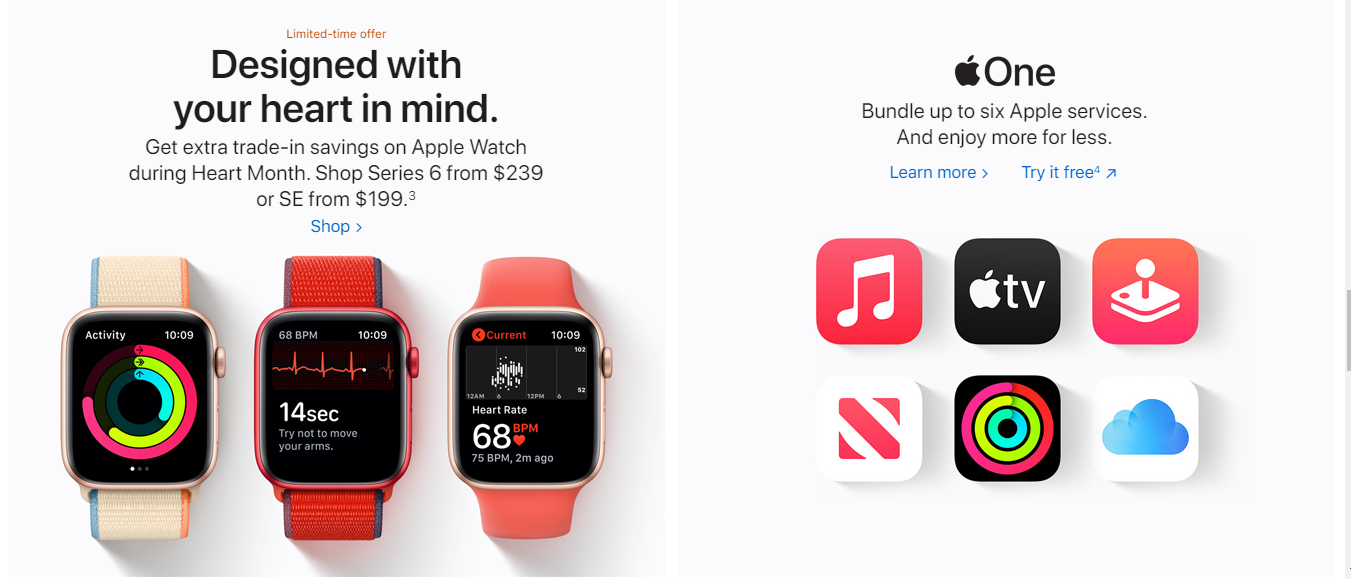 Limited-time offer
Designed with
your heart in mind.
Get extra trade-in savings on Apple Watch
during Heart Month. Shop Series 6 from $239
or SE from $199.³
Shop >
Activity 10:09
68 BPM 10:09
14sec
Try not to move
your arms.
Current 10:09
102
52
12AM 6 12PM 6
Heart Rate
68 BPM
75 BPM, 2m ago
One
Bundle up to six Apple services.
And enjoy more for less.
Learn more > Try it free⁴ ↗
tv